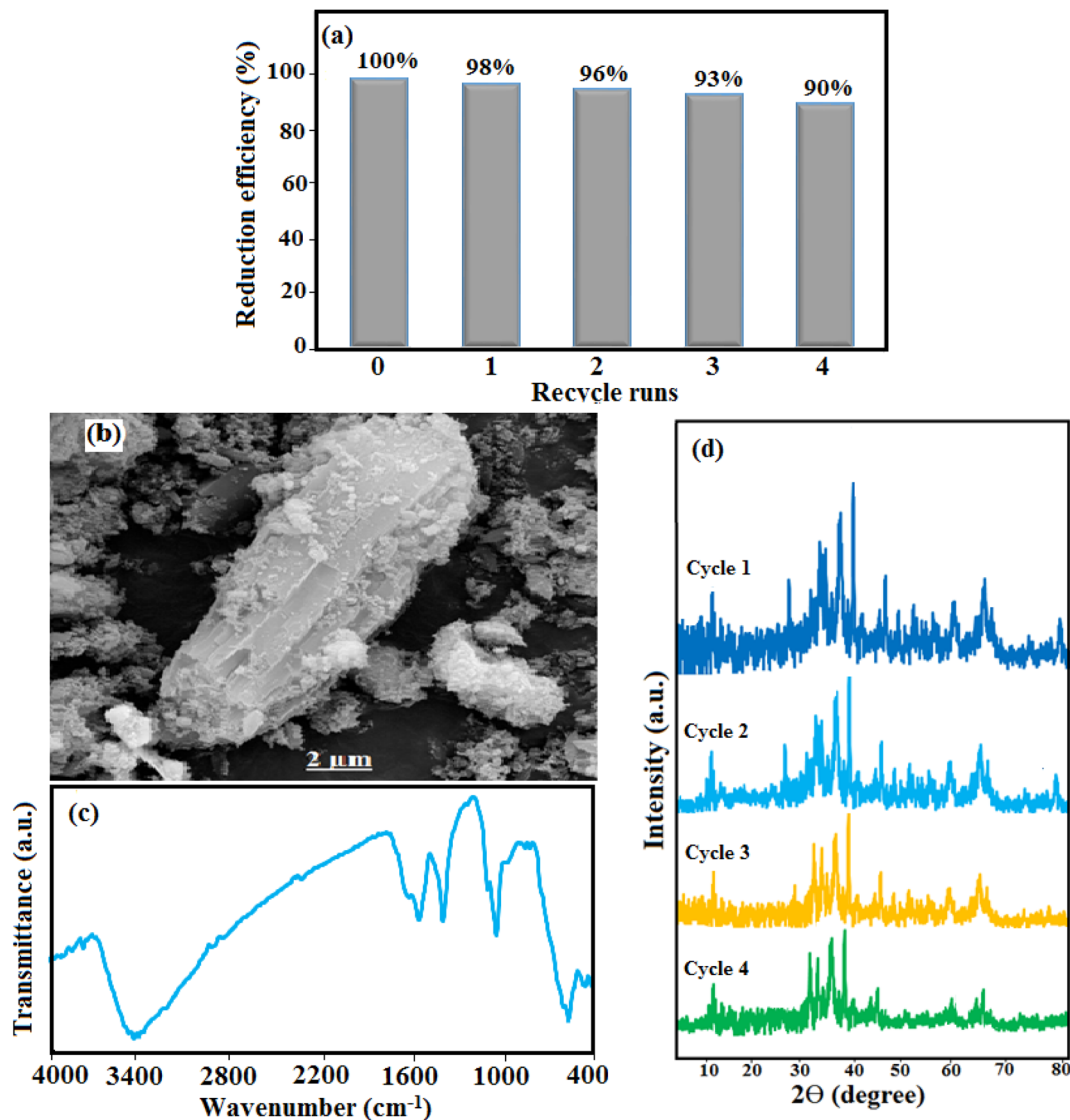 (a)
Reduction efficiency (%)
100
80
60
40
20
0
100%
98%
96%
93%
90%
0 1 2 3 4
Recycle runs
(b)
2 μm
(c)
Transmittance (a.u.)
4000 3400 2800 2200 1600 1000 400
Wavenumber (cm⁻¹)
(d)
Intensity (a.u.)
Cycle 1
Cycle 2
Cycle 3
Cycle 4
10 20 30 40 50 60 70 80
2Θ (degree)